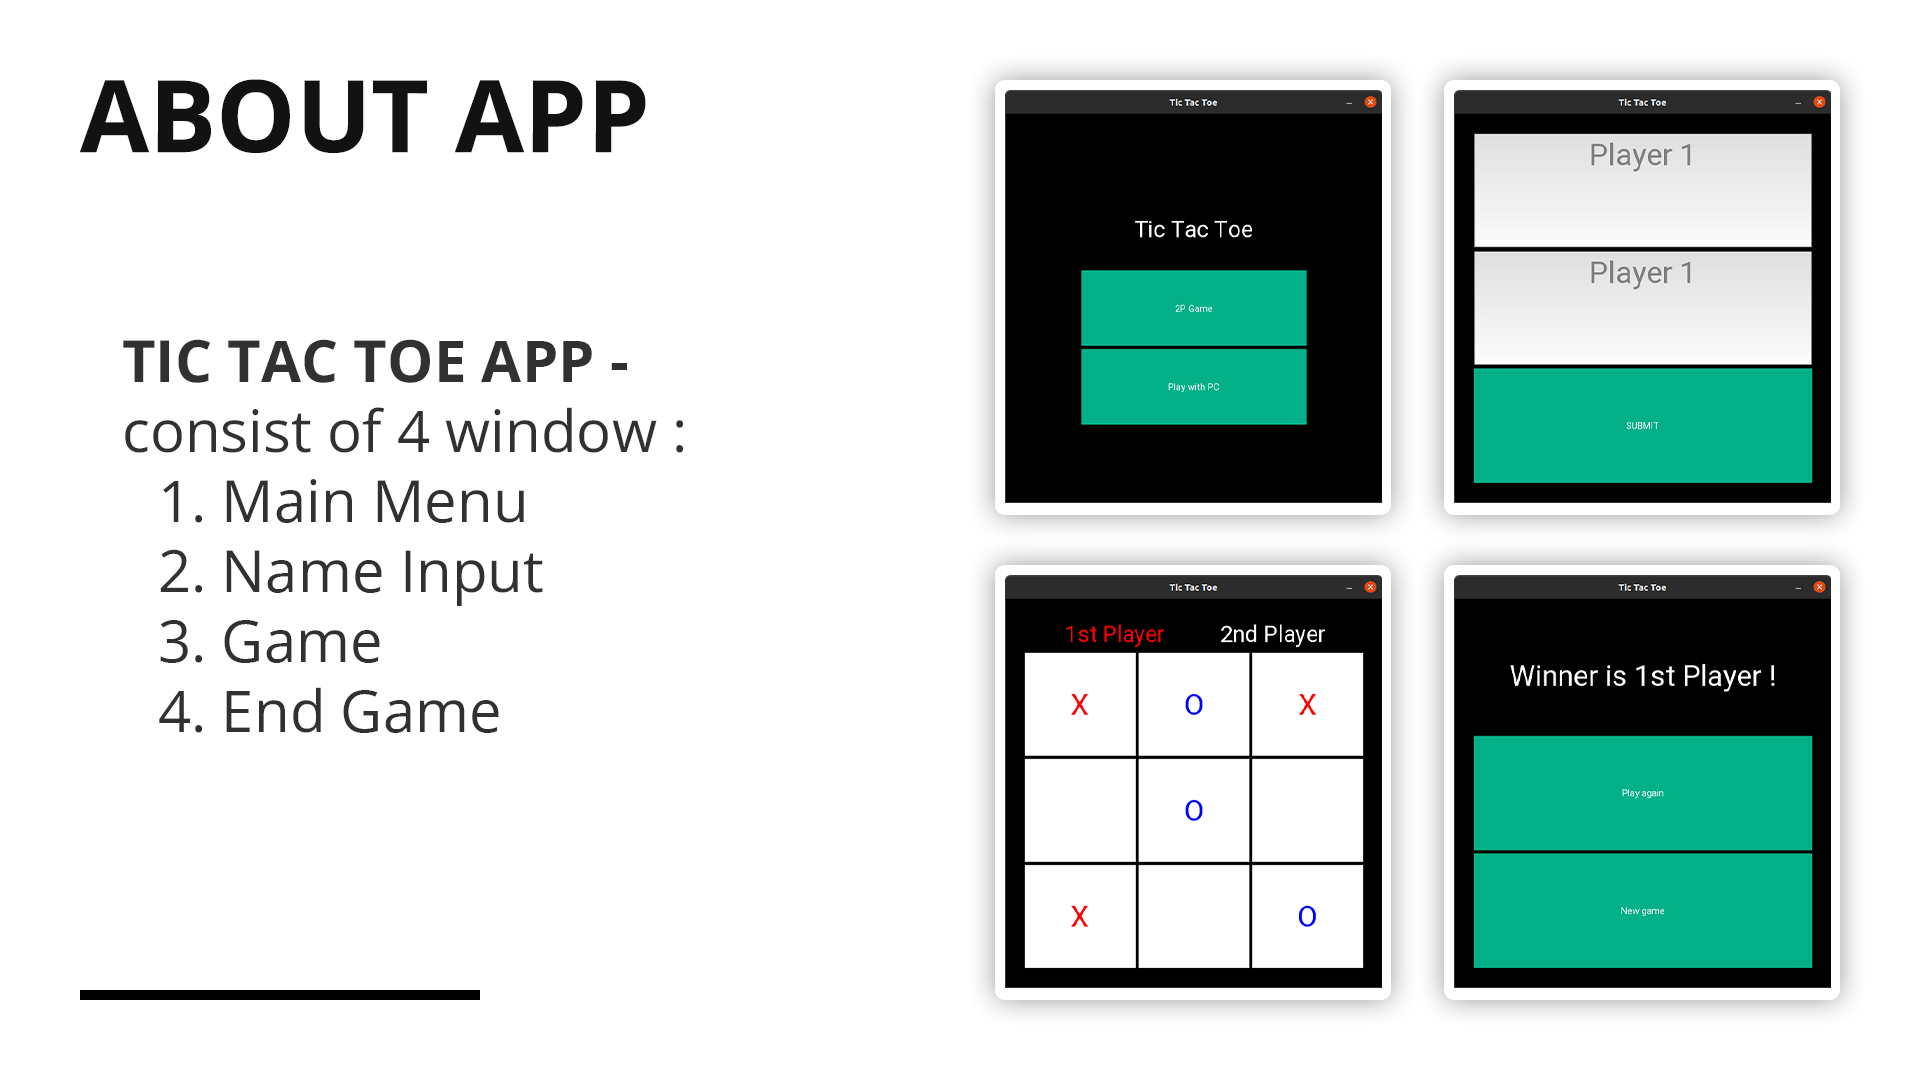 ABOUT APP
TIC TAC TOE APP -
consist of 4 window :
1. Main Menu
2. Name Input
3. Game
4. End Game
Tic Tac Toe
Tic Tac Toe
2P Game
Play with PC
Tic Tac Toe
Player 1
Player 1
SUBMIT
Tic Tac Toe
1st Player 2nd Player
X O X
O
X O
Tic Tac Toe
Winner is 1st Player !
Play again
New game